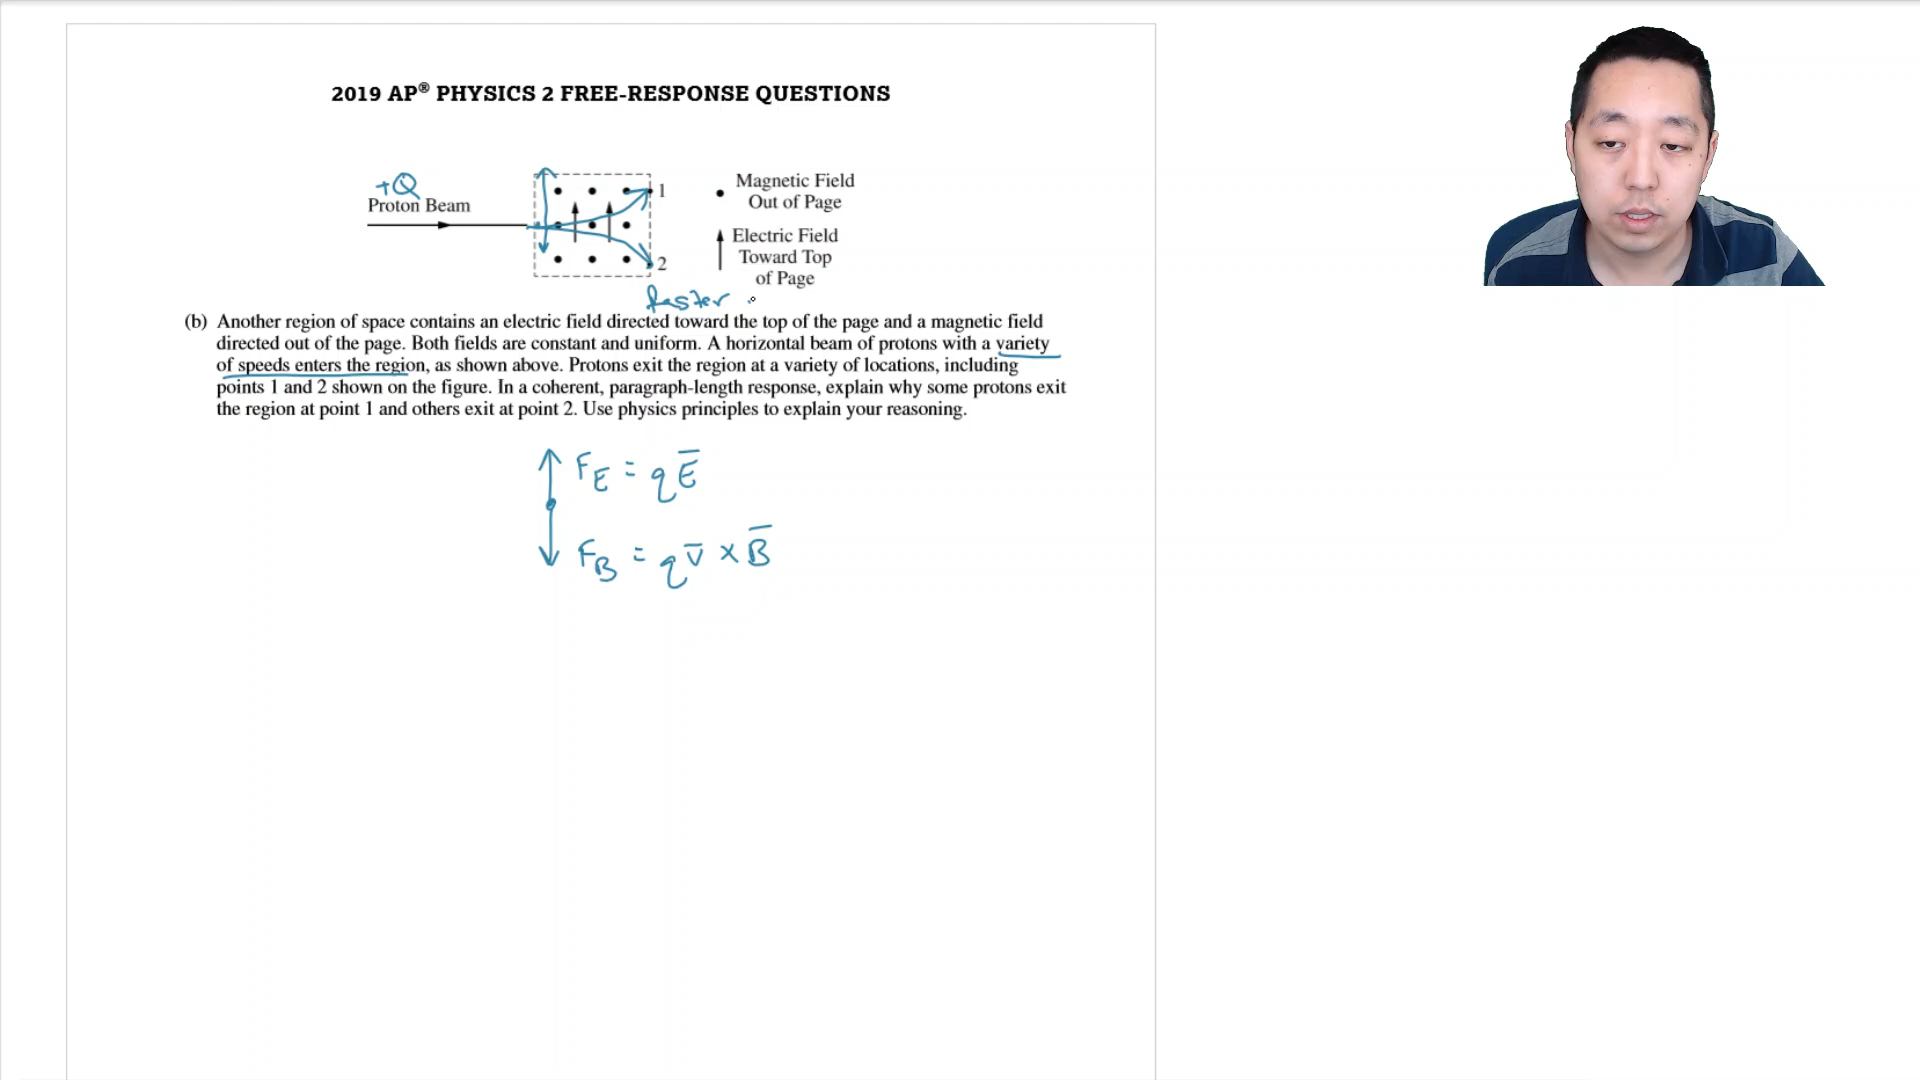 2019 AP® PHYSICS 2 FREE-RESPONSE QUESTIONS
+Q
Proton Beam
1
2
Magnetic Field
Out of Page
Electric Field
Toward Top
of Page
faster
(b) Another region of space contains an electric field directed toward the top of the page and a magnetic field
directed out of the page. Both fields are constant and uniform. A horizontal beam of protons with a variety
of speeds enters the region, as shown above. Protons exit the region at a variety of locations, including
points 1 and 2 shown on the figure. In a coherent, paragraph-length response, explain why some protons exit
the region at point 1 and others exit at point 2. Use physics principles to explain your reasoning.
F_E = qE̅
F_B = qv̅ × B̅